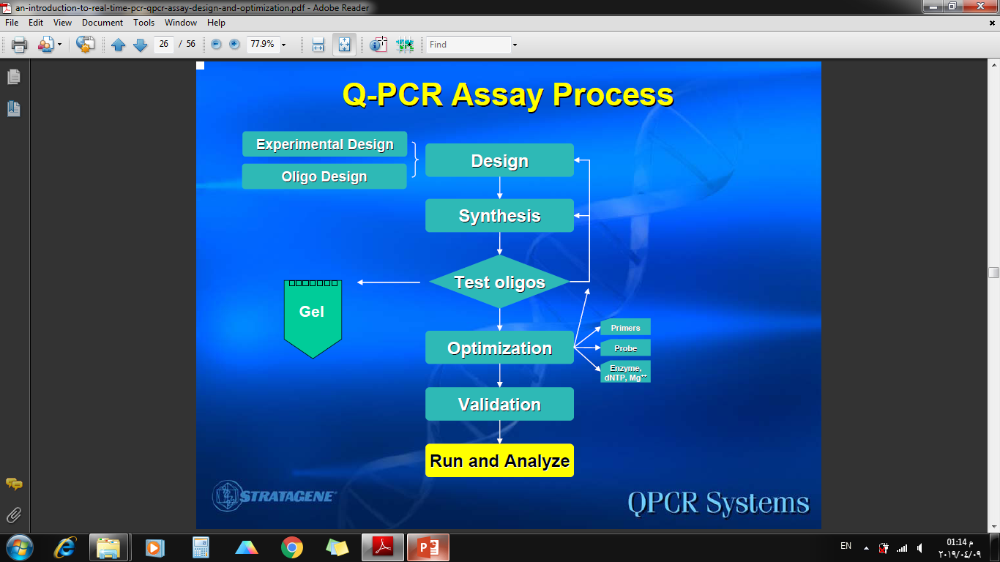 an-introduction-to-real-time-pcr-qpcr-assay-design-and-optimization.pdf - Adobe Reader
File Edit View Document Tools Window Help
26 / 56 77.9% Find
Q-PCR Assay Process
Experimental Design
Oligo Design
Design
Synthesis
Test oligos
Gel
Optimization
Primers
Probe
Enzyme,
dNTP, Mg⁺⁺
Validation
Run and Analyze
STRATAGENE®
QPCR Systems
EN
01:14 م
٢٠١٩/٠٤/٠٩